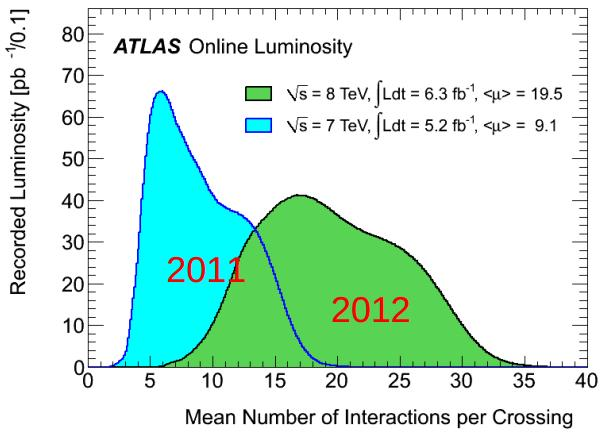 ATLAS Online Luminosity
√s = 8 TeV, ∫Ldt = 6.3 fb⁻¹, <μ> = 19.5
√s = 7 TeV, ∫Ldt = 5.2 fb⁻¹, <μ> = 9.1
Recorded Luminosity [pb⁻¹/0.1]
80
70
60
50
40
30
20
10
0
2011
2012
0 5 10 15 20 25 30 35 40
Mean Number of Interactions per Crossing